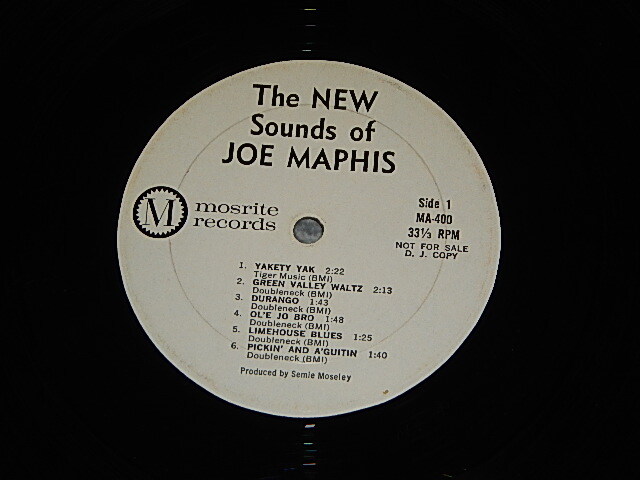 The NEW
Sounds of
JOE MAPHIS
M
mosrite
records
Side 1
MA-400
33⅓ RPM
NOT FOR SALE
D. J. COPY
1. YAKETY YAK 2:22
Tiger Music (BMI)
2. GREEN VALLEY WALTZ 2:13
Doubleneck (BMI)
3. DURANGO 1:43
Doubleneck (BMI)
4. OL'E JO BRO 1:48
Doubleneck (BMI)
5. LIMEHOUSE BLUES 1:25
Doubleneck (BMI)
6. PICKIN' AND A'GUITIN 1:40
Doubleneck (BMI)
Produced by Semie Moseley